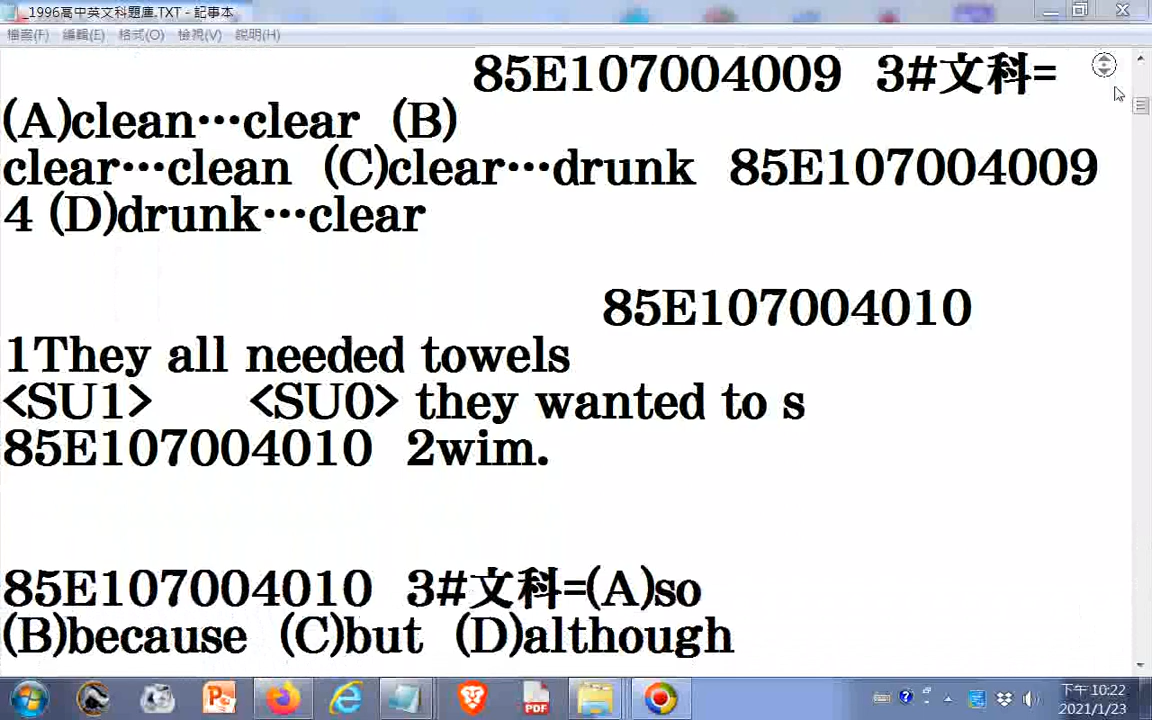 _1996高中英文科題庫.TXT - 記事本
檔案(F) 編輯(E) 格式(O) 檢視(V) 說明(H)
85E107004009 3#文科=
(A)clean…clear (B)
clear…clean (C)clear…drunk 85E107004009
4 (D)drunk…clear
85E107004010
1They all needed towels
<SU1> <SU0> they wanted to s
85E107004010 2wim.
85E107004010 3#文科=(A)so
(B)because (C)but (D)although
PDF
下午 10:22
2021/1/23